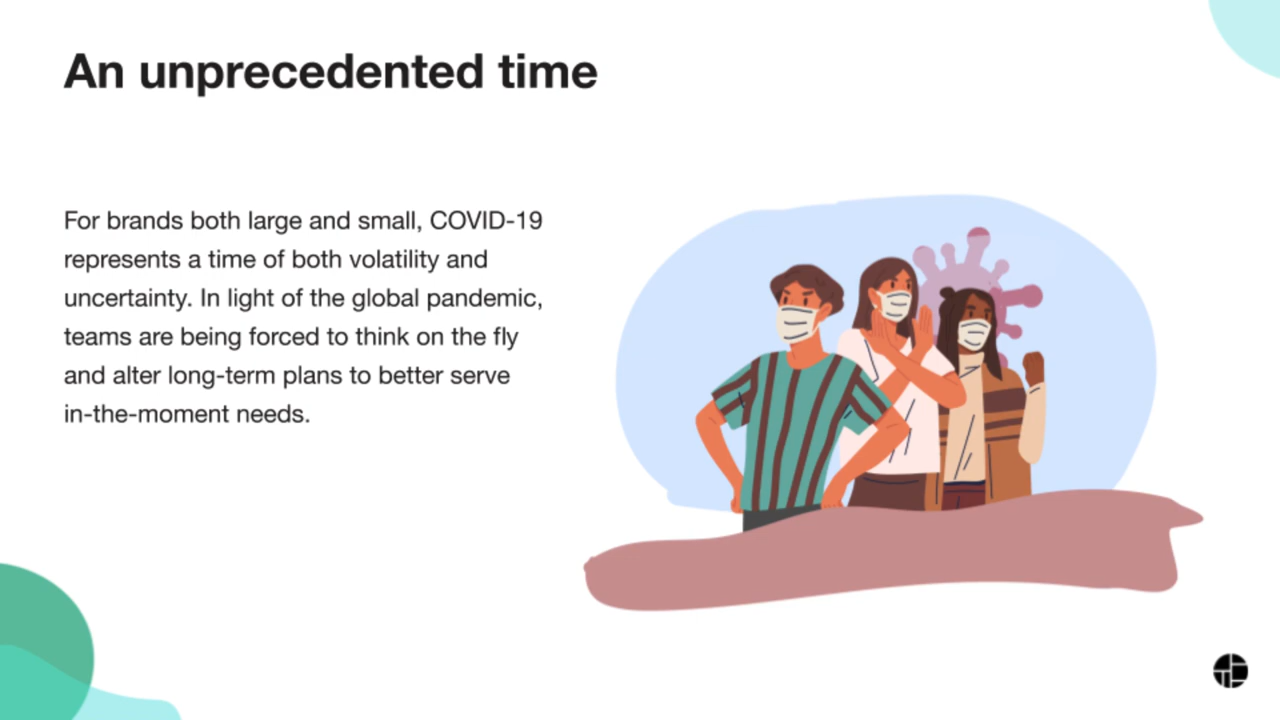 An unprecedented time
For brands both large and small, COVID-19
represents a time of both volatility and
uncertainty. In light of the global pandemic,
teams are being forced to think on the fly
and alter long-term plans to better serve
in-the-moment needs.